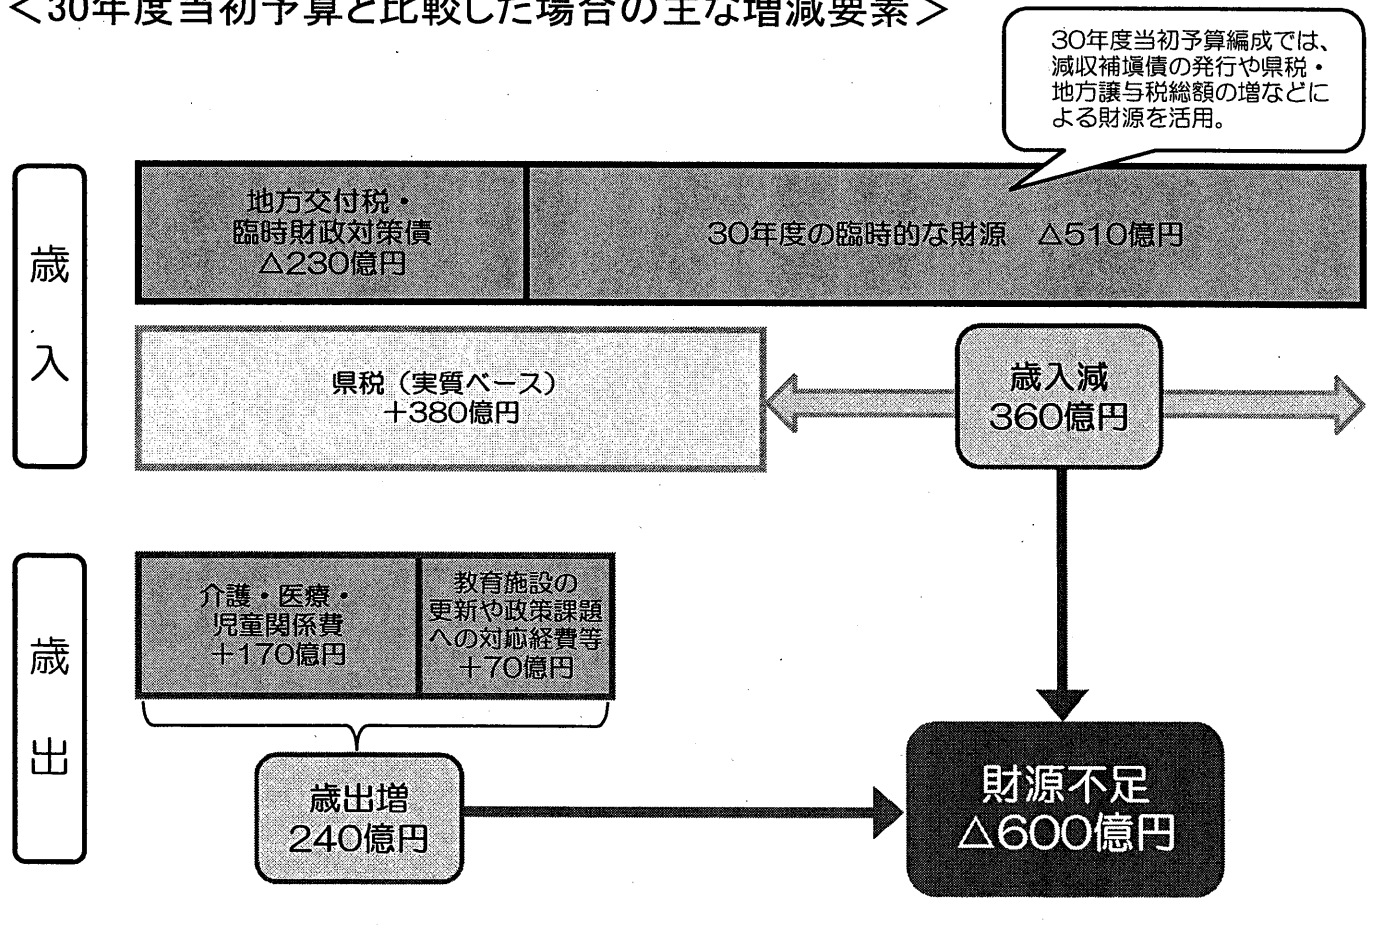 ＜30年度当初予算と比較した場合の主な増減要素＞
30年度当初予算編成では、
減収補塡債の発行や県税・
地方譲与税総額の増などに
よる財源を活用。
歳入
地方交付税・
臨時財政対策債
△230億円
30年度の臨時的な財源　△510億円
県税（実質ベース）
＋380億円
歳入減
360億円
歳出
介護・医療・
児童関係費
＋170億円
教育施設の
更新や政策課題
への対応経費等
＋70億円
歳出増
240億円
財源不足
△600億円